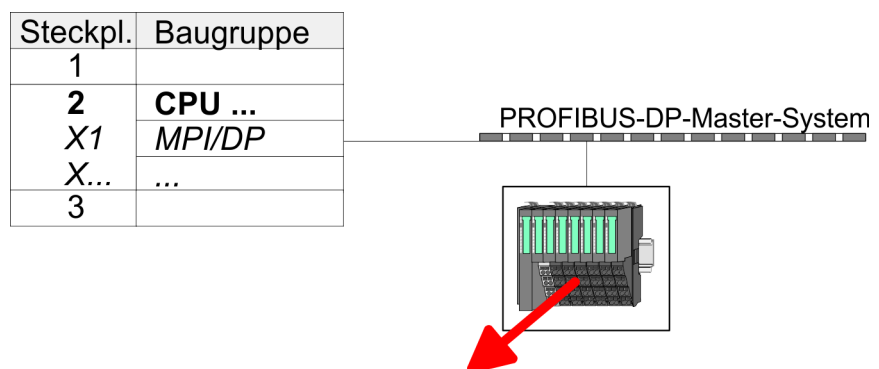 Steckpl. Baugruppe
1
2 CPU ...
X1 MPI/DP
X... ...
3
PROFIBUS-DP-Master-System